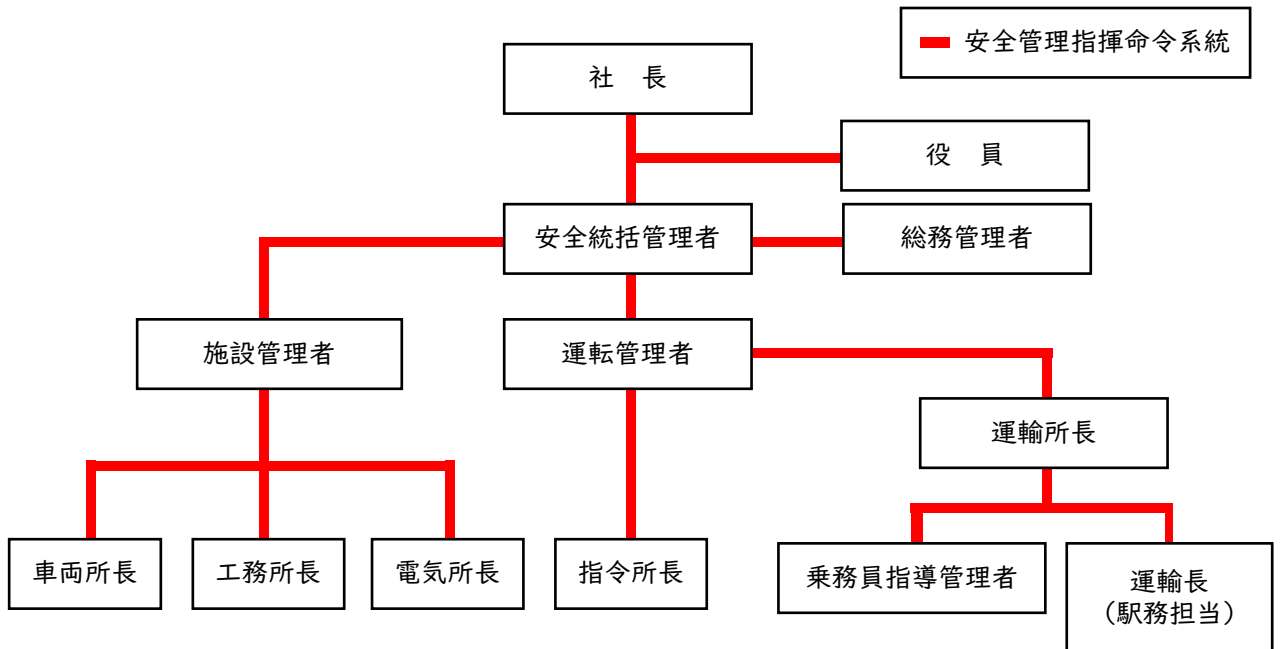 安全管理指揮命令系統
社　長
役　員
安全統括管理者
総務管理者
施設管理者
運転管理者
運輸所長
車両所長
工務所長
電気所長
指令所長
乗務員指導管理者
運輸長
（駅務担当）